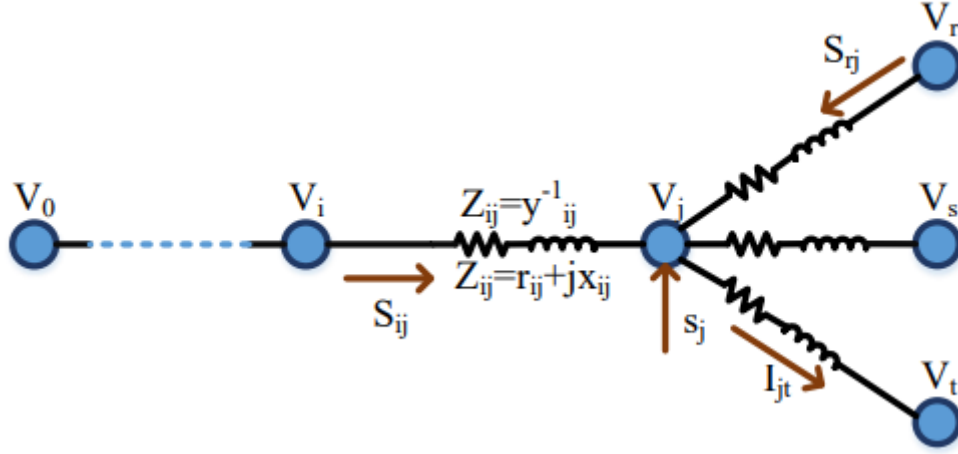 V₀
Vᵢ
Zᵢⱼ=y⁻¹ᵢⱼ
Zᵢⱼ=rᵢⱼ+jxᵢⱼ
Sᵢⱼ
Vⱼ
sⱼ
Sᵣⱼ
Iⱼₜ
Vᵣ
Vₛ
Vₜ